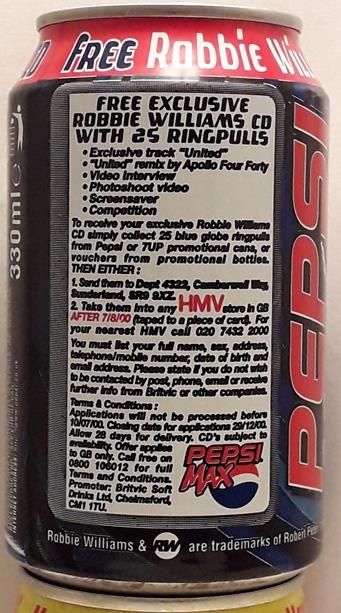 FREE Robbie Wil
FREE EXCLUSIVE
ROBBIE WILLIAMS CD
WITH 25 RINGPULLS
• Exclusive track "United"
• "United" remix by Apollo Four Forty
• Video Interview
• Photoshoot video
• Screensaver
• Competition
To receive your exclusive Robbie Williams
CD simply collect 25 blue globe ringpulls
from Pepsi or 7UP promotional cans, or
vouchers from promotional bottles.
THEN EITHER :
1. Send them to Dept 4322, Camberwell Way,
Sunderland, SR9 9XZ.
2. Take them into any HMV store in GB
AFTER 7/8/00 (taped to a piece of card). For
your nearest HMV call 020 7432 2000
You must list your full name, sex, address,
telephone/mobile number, date of birth and
email address. Please state if you do not wish
to be contacted by post, phone, email or receive
further info from Britvic or other companies.
Terms & Conditions :
Applications will not be processed before
10/07/00. Closing date for applications 29/12/00.
Allow 28 days for delivery. CD's subject to
availability. Offer applies
to GB only. Call free on
0800 106012 for full
Terms and Conditions.
Promoter: Britvic Soft
Drinks Ltd, Chelmsford,
CM1 1TU.
PEPSI
MAX
Robbie Williams & RW are trademarks of Robert
330ml e
PEPSI